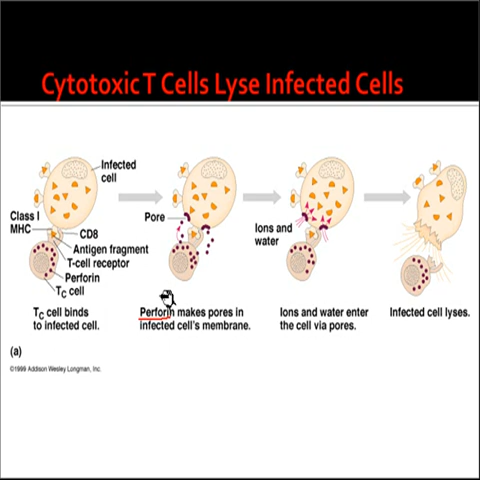 Cytotoxic T Cells Lyse Infected Cells
Infected
cell
Class I
MHC
CD8
Antigen fragment
T-cell receptor
Perforin
TC cell
Pore
Ions and
water
TC cell binds
to infected cell.
Perforin makes pores in
infected cell's membrane.
Ions and water enter
the cell via pores.
Infected cell lyses.
(a)
©1999 Addison Wesley Longman, Inc.